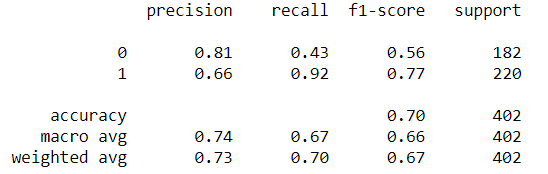 precision recall f1-score support
0 0.81 0.43 0.56 182
1 0.66 0.92 0.77 220
accuracy 0.70 402
macro avg 0.74 0.67 0.66 402
weighted avg 0.73 0.70 0.67 402